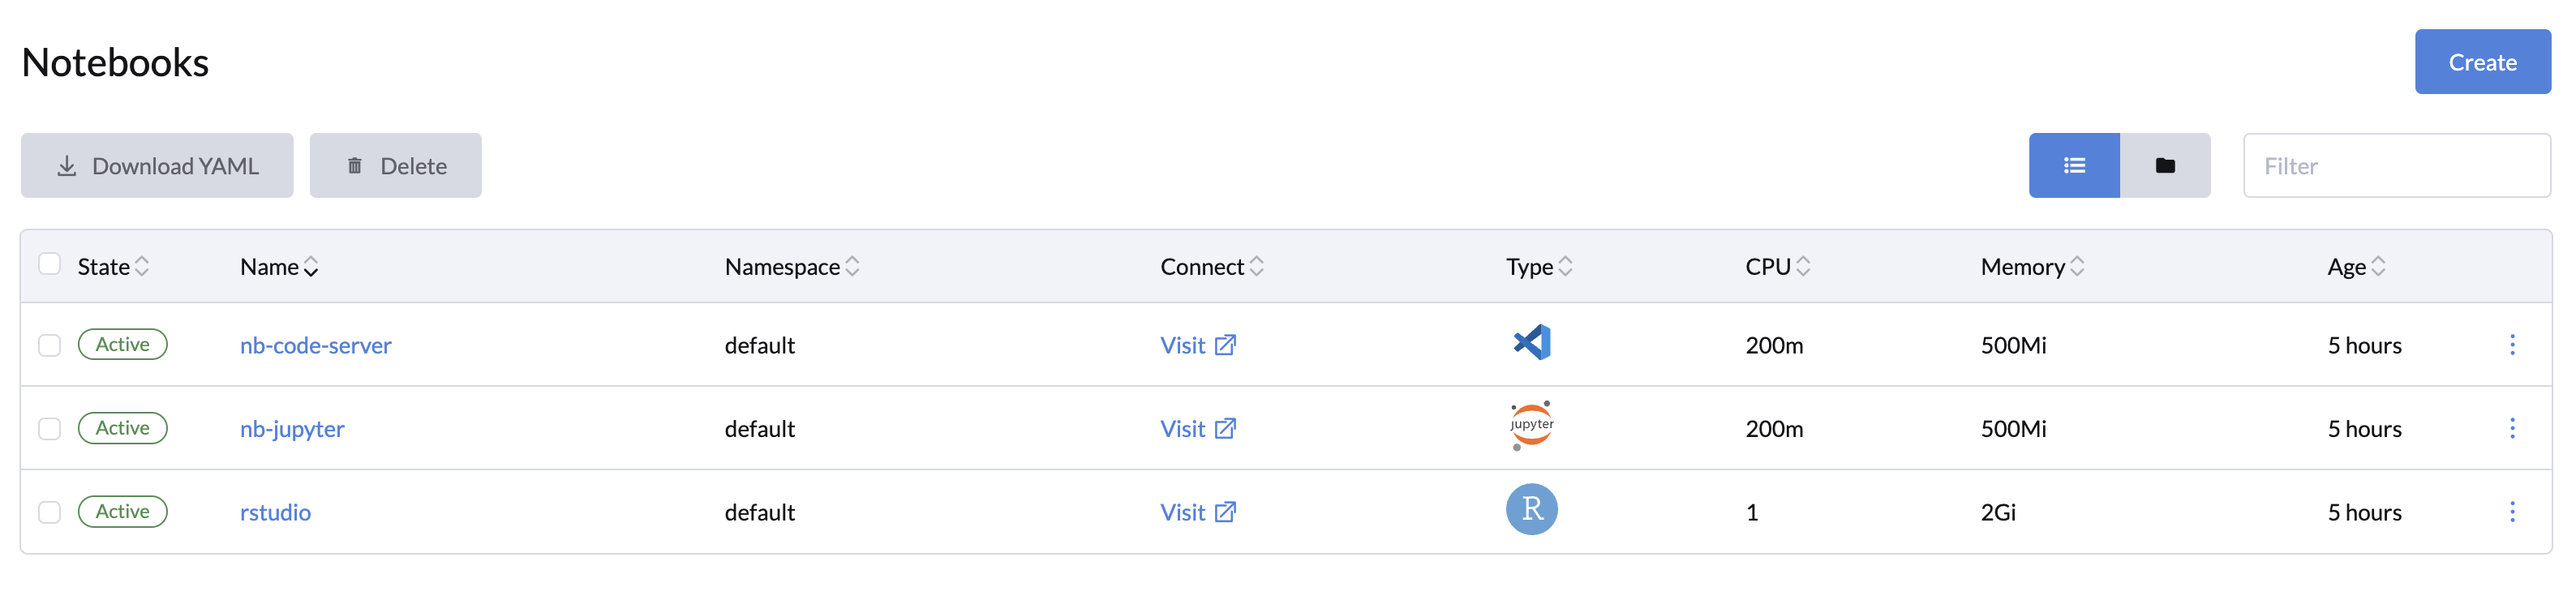 Notebooks
Create
Download YAML Delete Filter
State Name Namespace Connect Type CPU Memory Age
Active nb-code-server default Visit 200m 500Mi 5 hours
Active nb-jupyter default Visit jupyter 200m 500Mi 5 hours
Active rstudio default Visit R 1 2Gi 5 hours